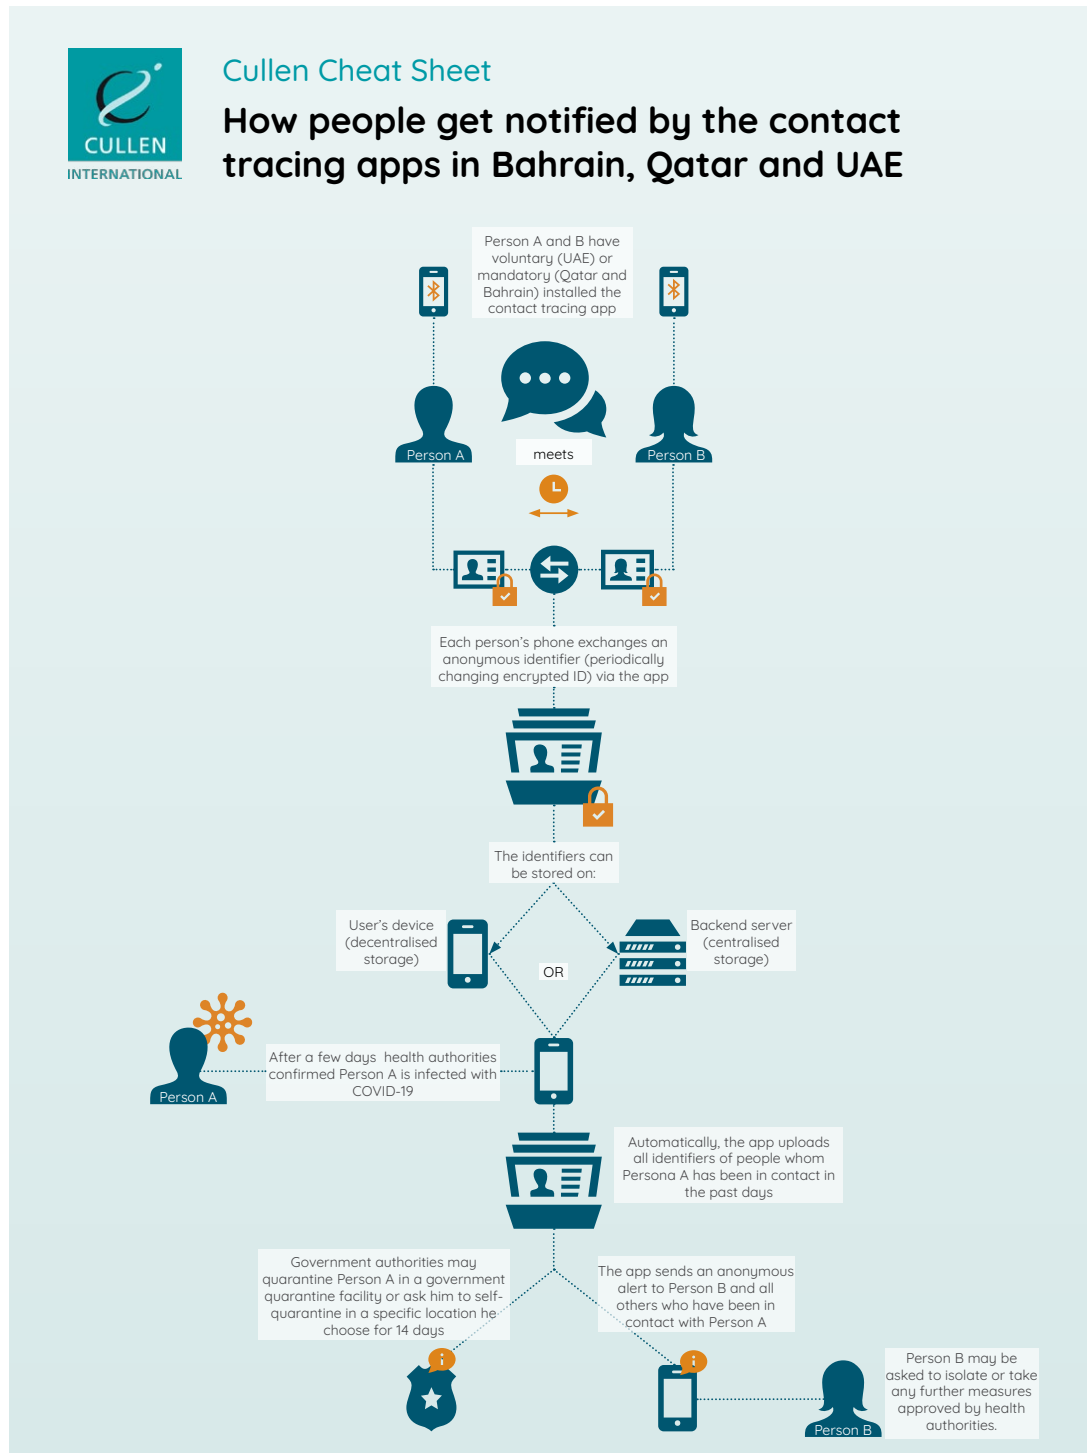 CULLEN
INTERNATIONAL
Cullen Cheat Sheet
How people get notified by the contact
tracing apps in Bahrain, Qatar and UAE
Person A and B have
voluntary (UAE) or
mandatory (Qatar and
Bahrain) installed the
contact tracing app
Person A
meets
Person B
Each person's phone exchanges an
anonymous identifier (periodically
changing encrypted ID) via the app
The identifiers can
be stored on:
User's device
(decentralised
storage)
OR
Backend server
(centralised
storage)
Person A
After a few days health authorities
confirmed Person A is infected with
COVID-19
Automatically, the app uploads
all identifiers of people whom
Persona A has been in contact in
the past days
Government authorities may
quarantine Person A in a government
quarantine facility or ask him to self-
quarantine in a specific location he
choose for 14 days
The app sends an anonymous
alert to Person B and all
others who have been in
contact with Person A
i
i
Person B
Person B may be
asked to isolate or take
any further measures
approved by health
authorities.